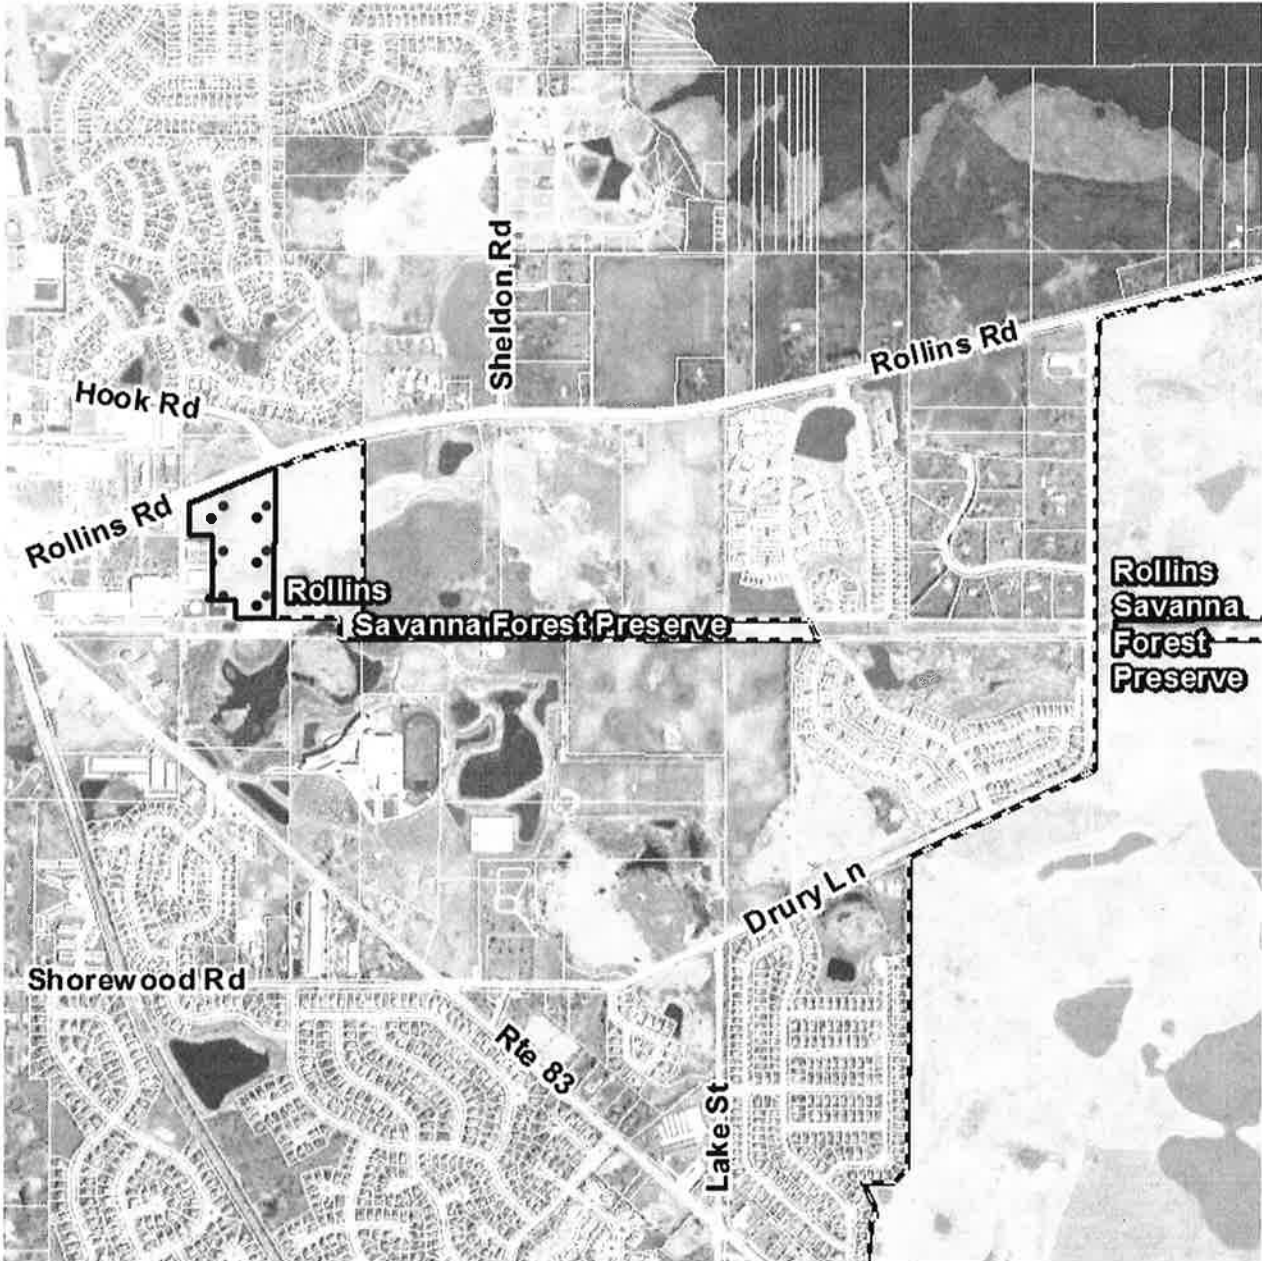 Sheldon Rd
Rollins Rd
Hook Rd
Rollins Rd
Rollins
Savanna Forest Preserve
Rollins
Savanna
Forest
Preserve
Drury Ln
Shorewood Rd
Rte 83
Lake St